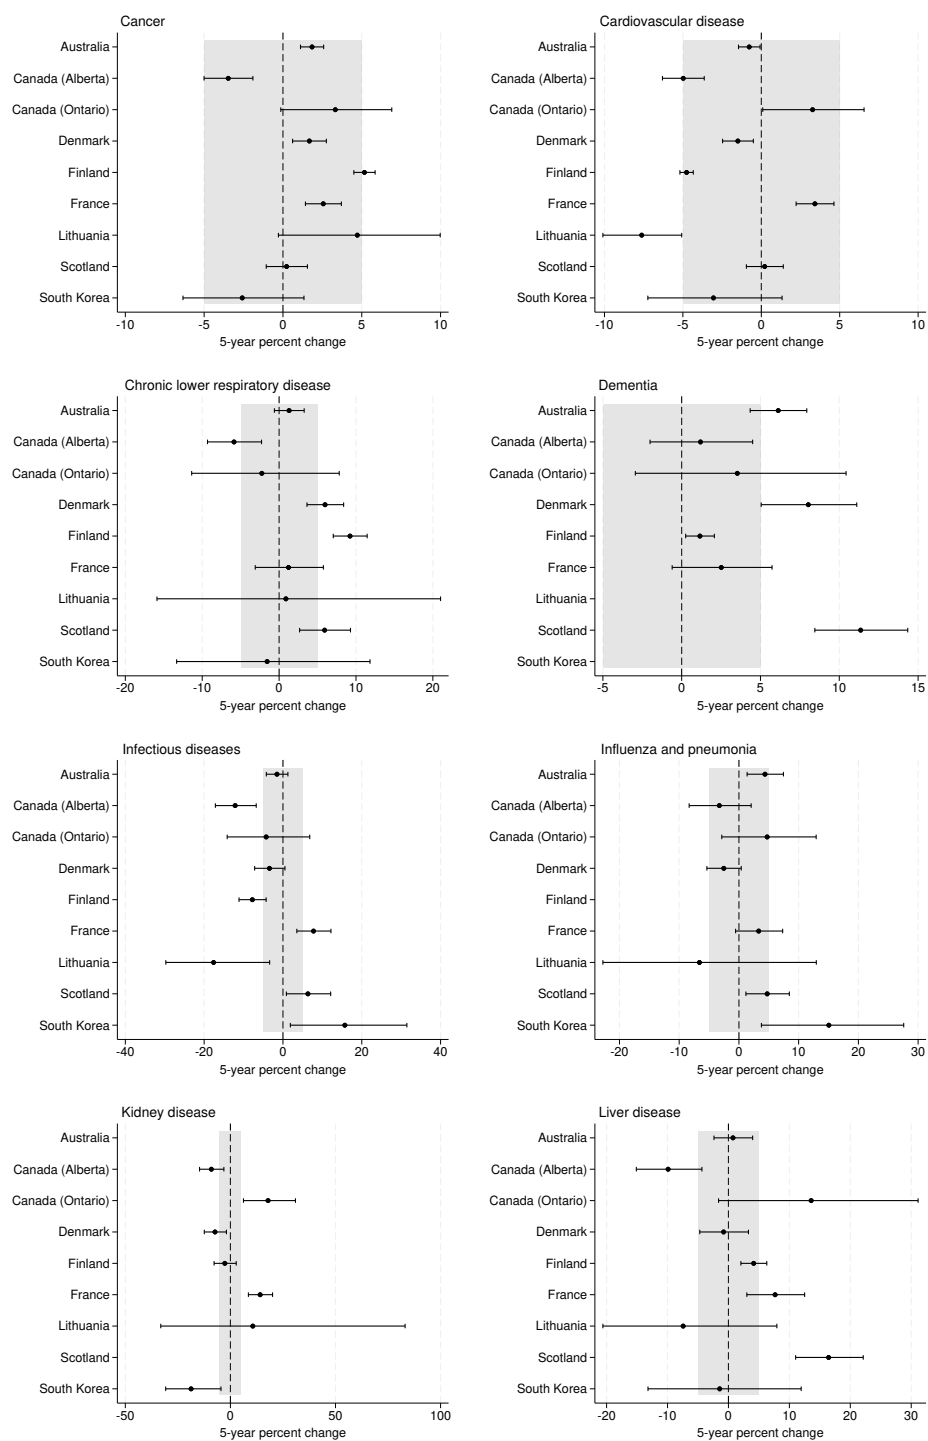 Cancer
Australia
Canada (Alberta)
Canada (Ontario)
Denmark
Finland
France
Lithuania
Scotland
South Korea
-10 -5 0 5 10
5-year percent change
Cardiovascular disease
Australia
Canada (Alberta)
Canada (Ontario)
Denmark
Finland
France
Lithuania
Scotland
South Korea
-10 -5 0 5 10
5-year percent change
Chronic lower respiratory disease
Australia
Canada (Alberta)
Canada (Ontario)
Denmark
Finland
France
Lithuania
Scotland
South Korea
-20 -10 0 10 20
5-year percent change
Dementia
Australia
Canada (Alberta)
Canada (Ontario)
Denmark
Finland
France
Lithuania
Scotland
South Korea
-5 0 5 10 15
5-year percent change
Infectious diseases
Australia
Canada (Alberta)
Canada (Ontario)
Denmark
Finland
France
Lithuania
Scotland
South Korea
-40 -20 0 20 40
5-year percent change
Influenza and pneumonia
Australia
Canada (Alberta)
Canada (Ontario)
Denmark
Finland
France
Lithuania
Scotland
South Korea
-20 -10 0 10 20 30
5-year percent change
Kidney disease
Australia
Canada (Alberta)
Canada (Ontario)
Denmark
Finland
France
Lithuania
Scotland
South Korea
-50 0 50 100
5-year percent change
Liver disease
Australia
Canada (Alberta)
Canada (Ontario)
Denmark
Finland
France
Lithuania
Scotland
South Korea
-20 -10 0 10 20 30
5-year percent change